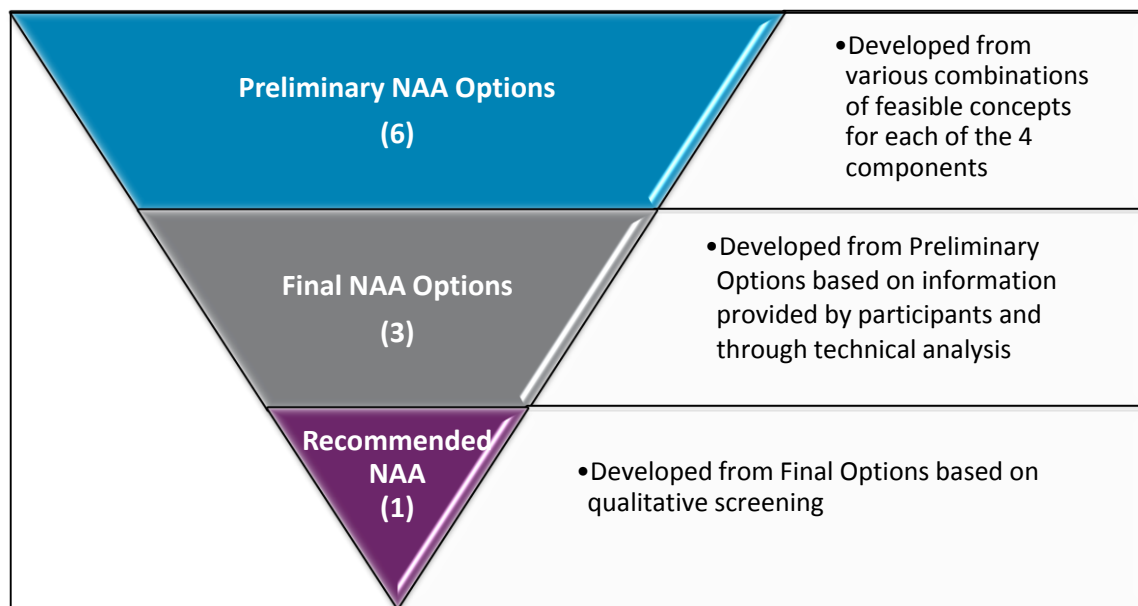 Preliminary NAA Options
(6)
•Developed from
various combinations
of feasible concepts
for each of the 4
components
Final NAA Options
(3)
•Developed from Preliminary
Options based on information
provided by participants and
through technical analysis
Recommended
NAA
(1)
•Developed from Final Options based on
qualitative screening